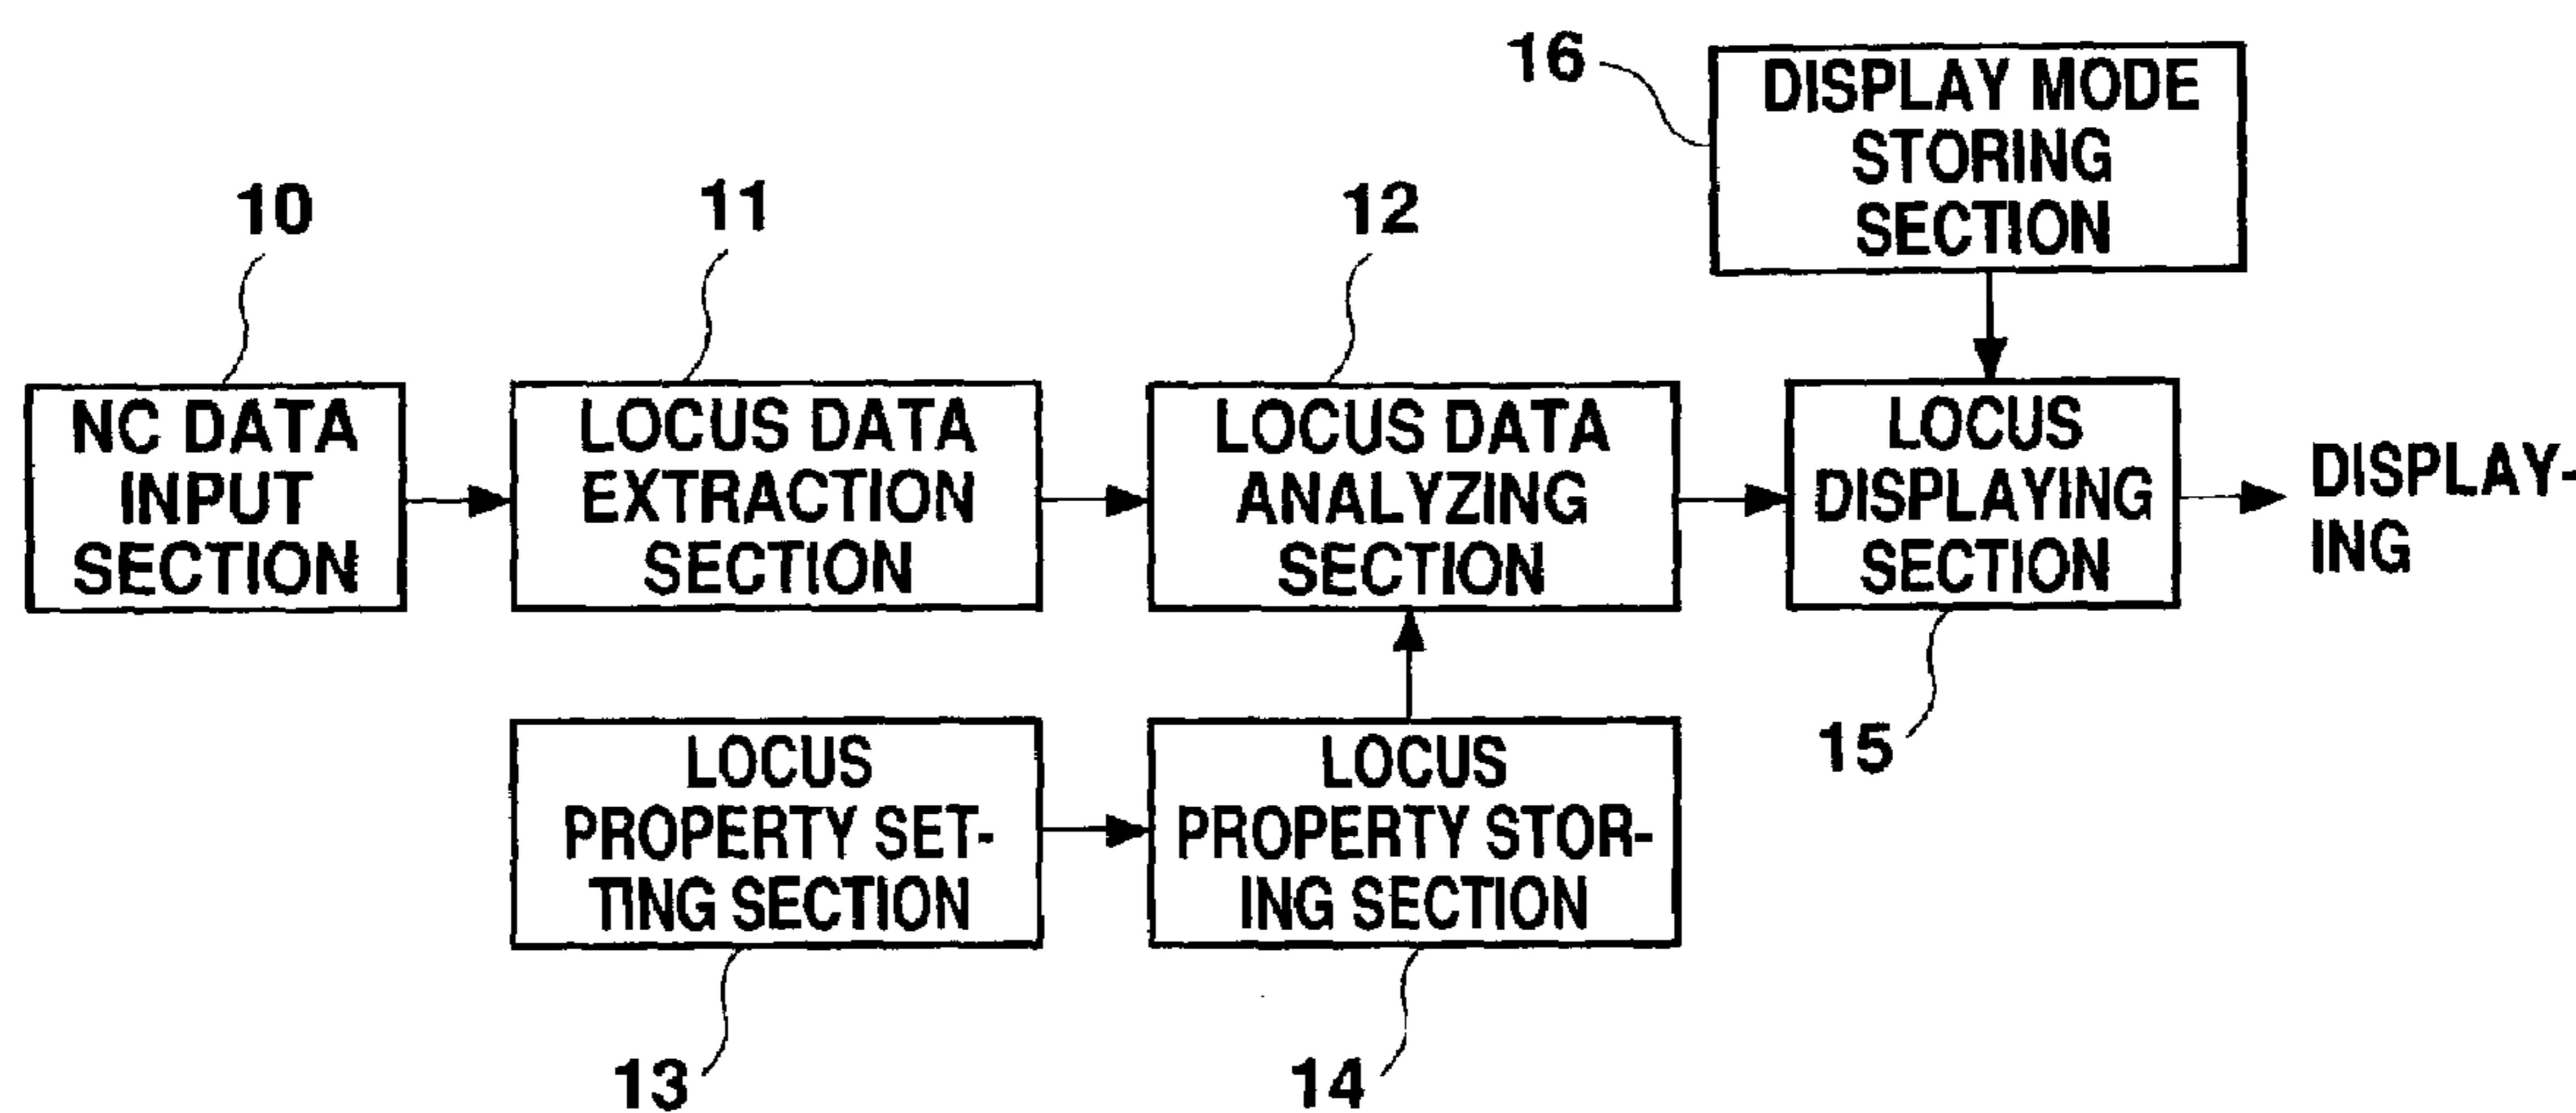 16
DISPLAY MODE
STORING
SECTION
10
11
12
NC DATA
INPUT
SECTION
LOCUS DATA
EXTRACTION
SECTION
LOCUS DATA
ANALYZING
SECTION
LOCUS
DISPLAYING
SECTION
DISPLAY-
ING
15
LOCUS
PROPERTY SET-
TING SECTION
LOCUS
PROPERTY STOR-
ING SECTION
13
14